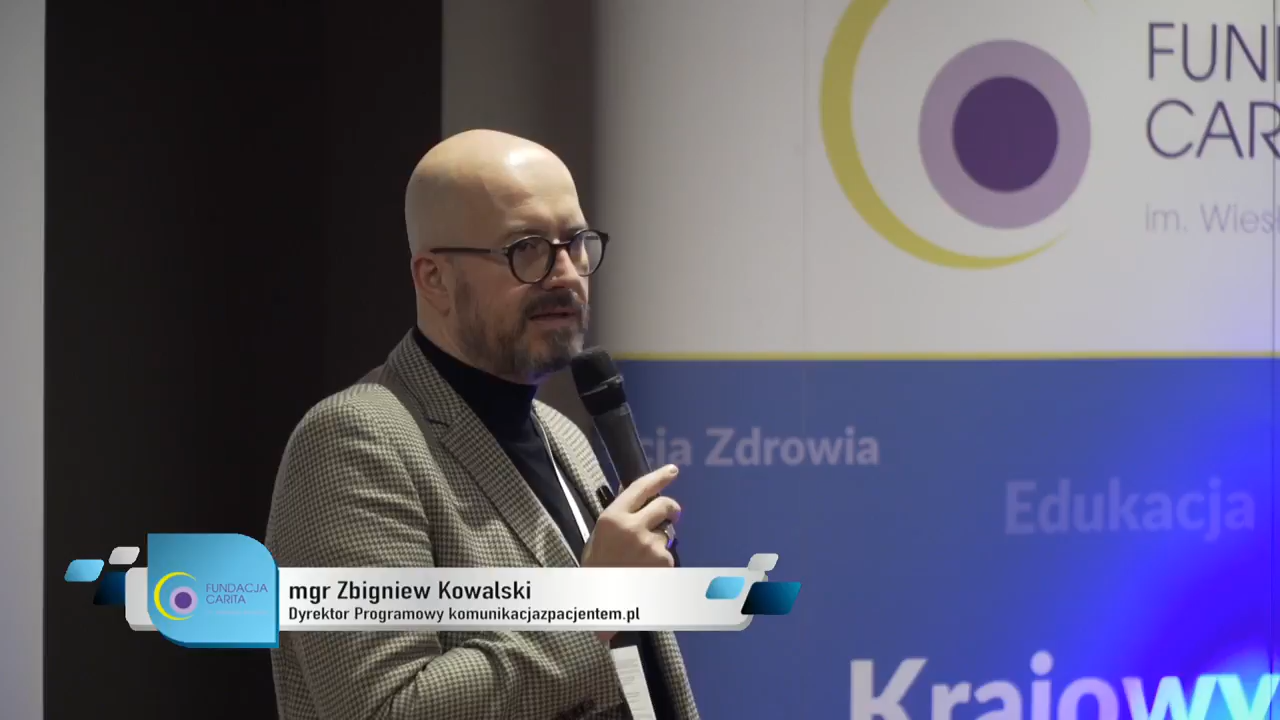 FUN
CAR
im. Wies
cja Zdrowia
Edukacja
FUNDACJA
CARITA
mgr Zbigniew Kowalski
Dyrektor Programowy komunikacjazpacjentem.pl
Krajowy